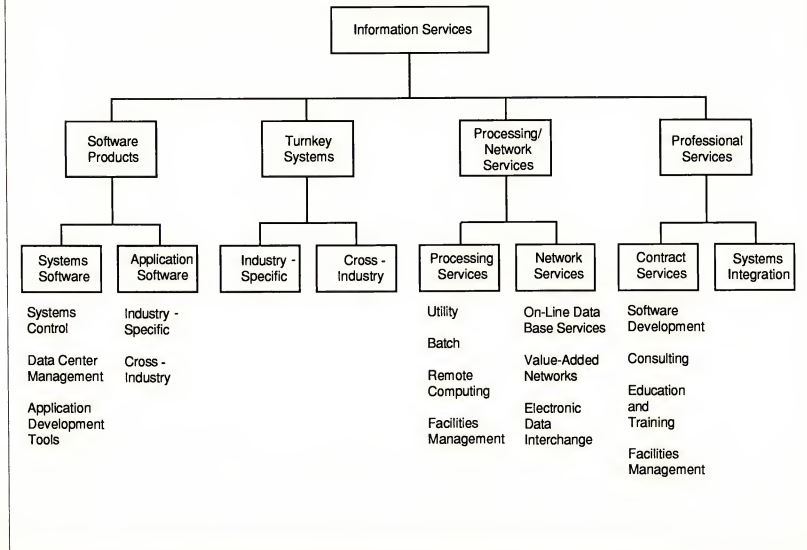 Information Services
Software
Products
Turnkey
Systems
Processing/
Network
Services
Professional
Services
Systems
Software
Application
Software
Industry -
Specific
Cross -
Industry
Processing
Services
Network
Services
Contract
Services
Systems
Integration
Systems
Control
Data Center
Management
Application
Development
Tools
Industry -
Specific
Cross -
Industry
Utility
Batch
Remote
Computing
Facilities
Management
On-Line Data
Base Services
Value-Added
Networks
Electronic
Data
Interchange
Software
Development
Consulting
Education
and
Training
Facilities
Management